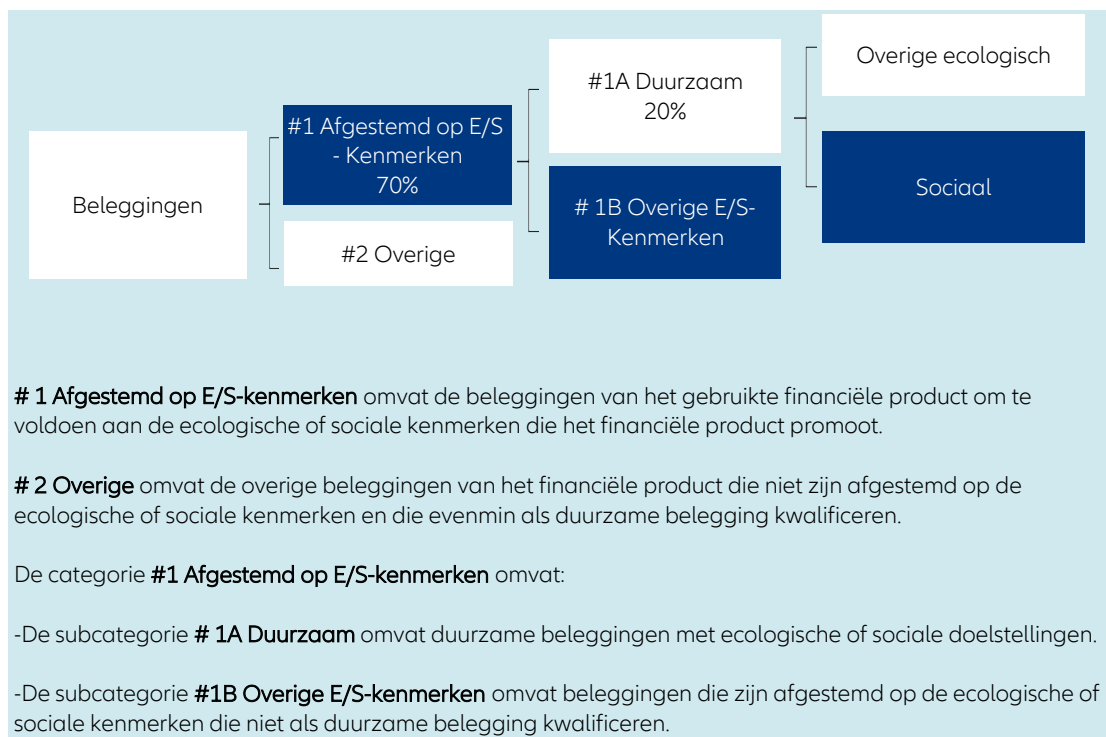 Beleggingen
#1 Afgestemd op E/S
- Kenmerken
70%
#2 Overige
#1A Duurzaam
20%
# 1B Overige E/S-
Kenmerken
Overige ecologisch
Sociaal
# 1 Afgestemd op E/S-kenmerken omvat de beleggingen van het gebruikte financiële product om te
voldoen aan de ecologische of sociale kenmerken die het financiële product promoot.
# 2 Overige omvat de overige beleggingen van het financiële product die niet zijn afgestemd op de
ecologische of sociale kenmerken en die evenmin als duurzame belegging kwalificeren.
De categorie #1 Afgestemd op E/S-kenmerken omvat:
-De subcategorie # 1A Duurzaam omvat duurzame beleggingen met ecologische of sociale doelstellingen.
-De subcategorie #1B Overige E/S-kenmerken omvat beleggingen die zijn afgestemd op de ecologische of
sociale kenmerken die niet als duurzame belegging kwalificeren.